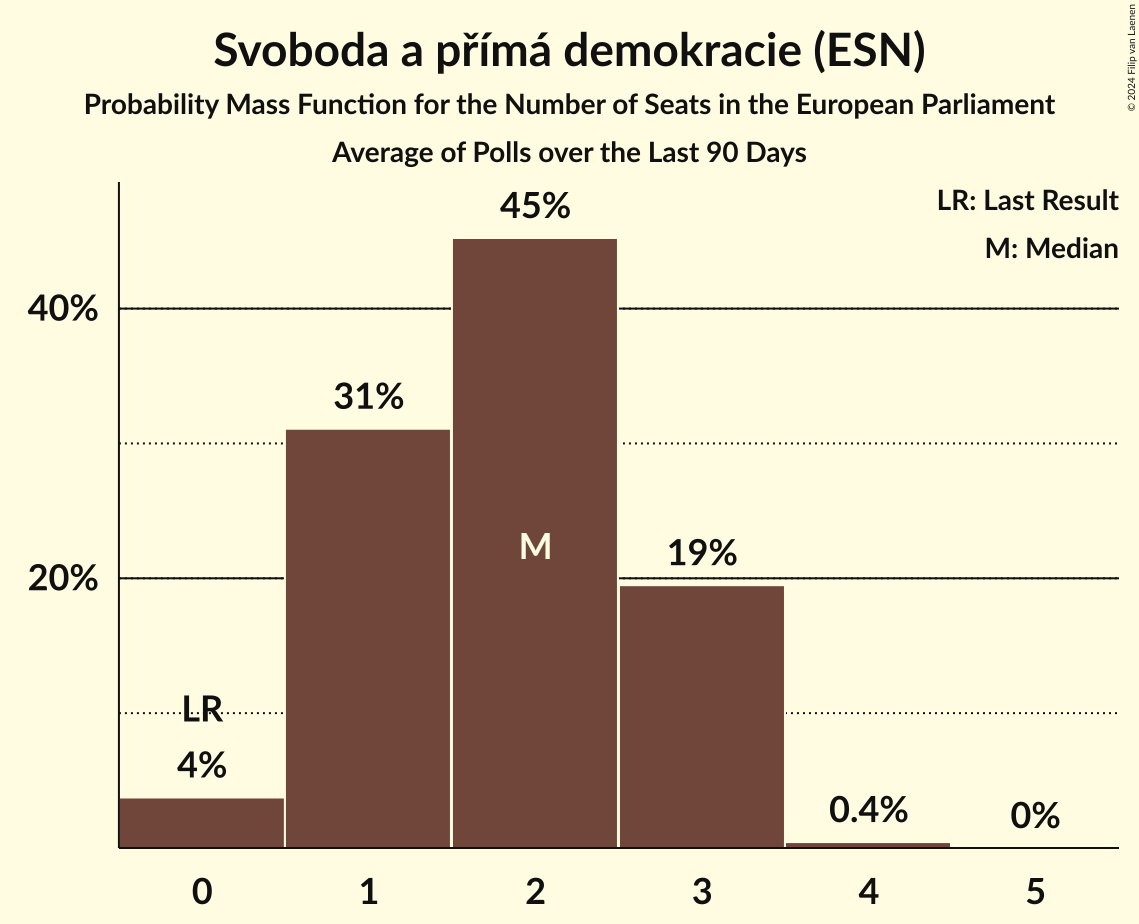 Svoboda a přímá demokracie (ESN)
Probability Mass Function for the Number of Seats in the European Parliament
Average of Polls over the Last 90 Days
© 2024 Filip van Laenen
LR: Last Result
M: Median
45%
40%
31%
M
19%
20%
LR
4%
0.4%
0%
0 1 2 3 4 5